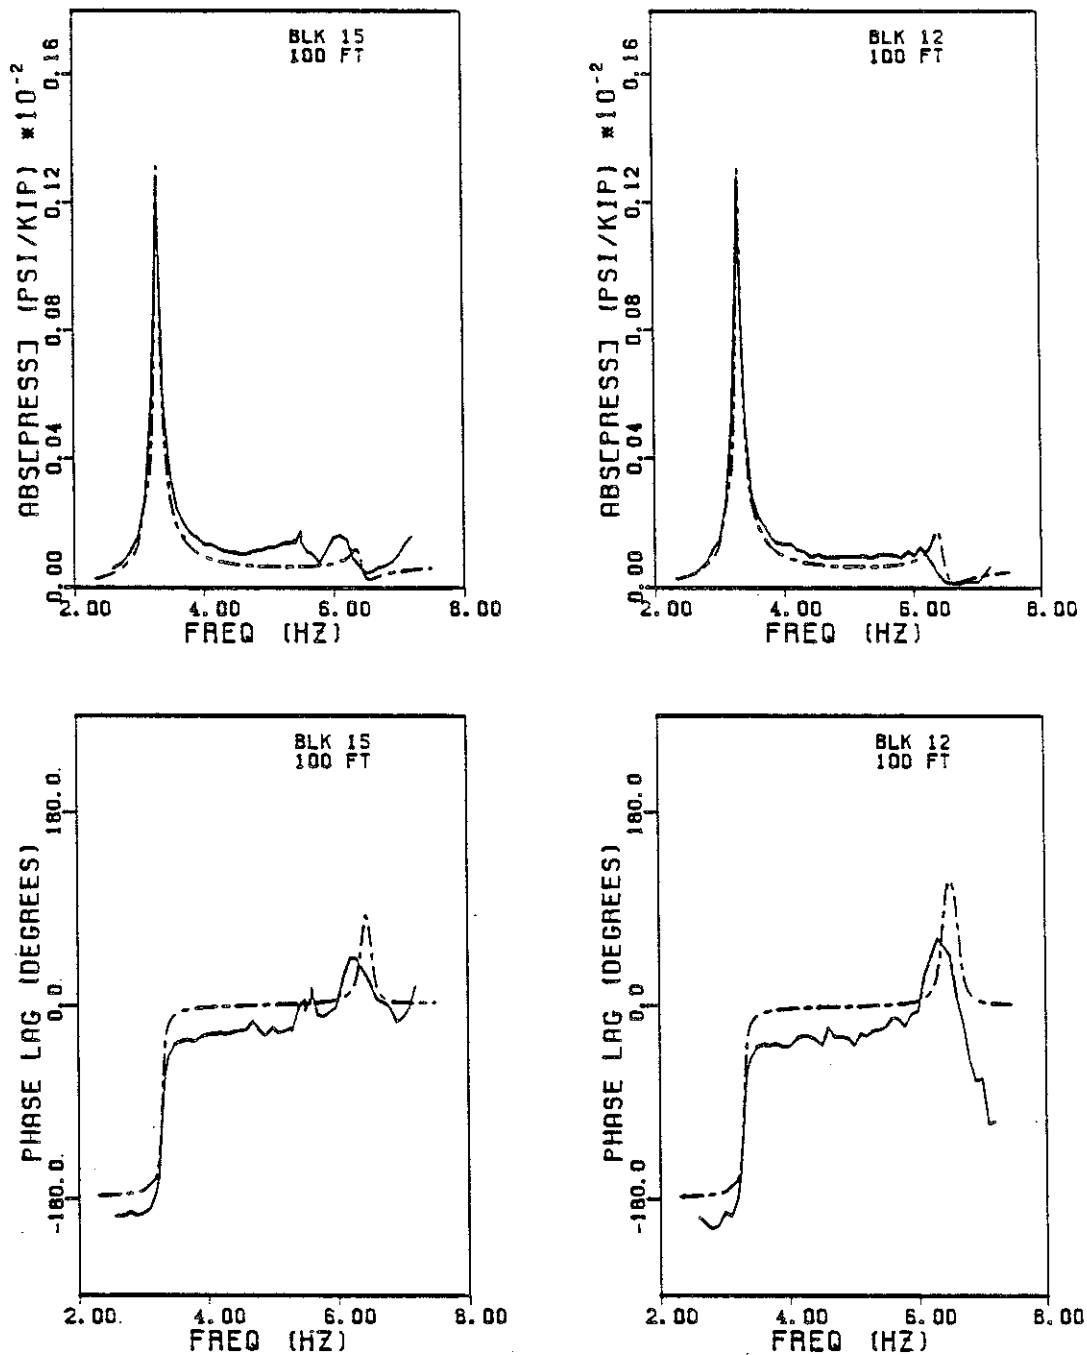 BLK 15
100 FT
ABS[PRESS] (PSI/KIP) *10-2
0.00 0.04 0.08 0.12 0.16
2.00 4.00 6.00 8.00
FREQ (HZ)
BLK 12
100 FT
ABS[PRESS] (PSI/KIP) *10-2
0.00 0.04 0.08 0.12 0.16
2.00 4.00 6.00 8.00
FREQ (HZ)
BLK 15
100 FT
PHASE LAG (DEGREES)
-180.0 0.0 180.0
2.00 4.00 6.00 8.00
FREQ (HZ)
BLK 12
100 FT
PHASE LAG (DEGREES)
-180.0 0.0 180.0
2.00 4.00 6.00 8.00
FREQ (HZ)